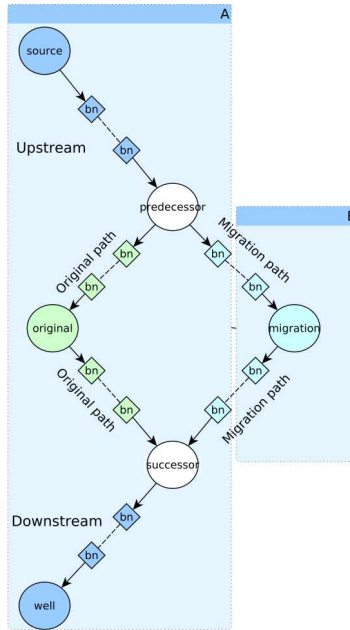 A
source
bn
bn
Upstream
predecessor
Original path
Migration path
bn
bn
bn
bn
original
migration
bn
bn
Original path
Migration path
bn
bn
successor
Downstream
bn
bn
well